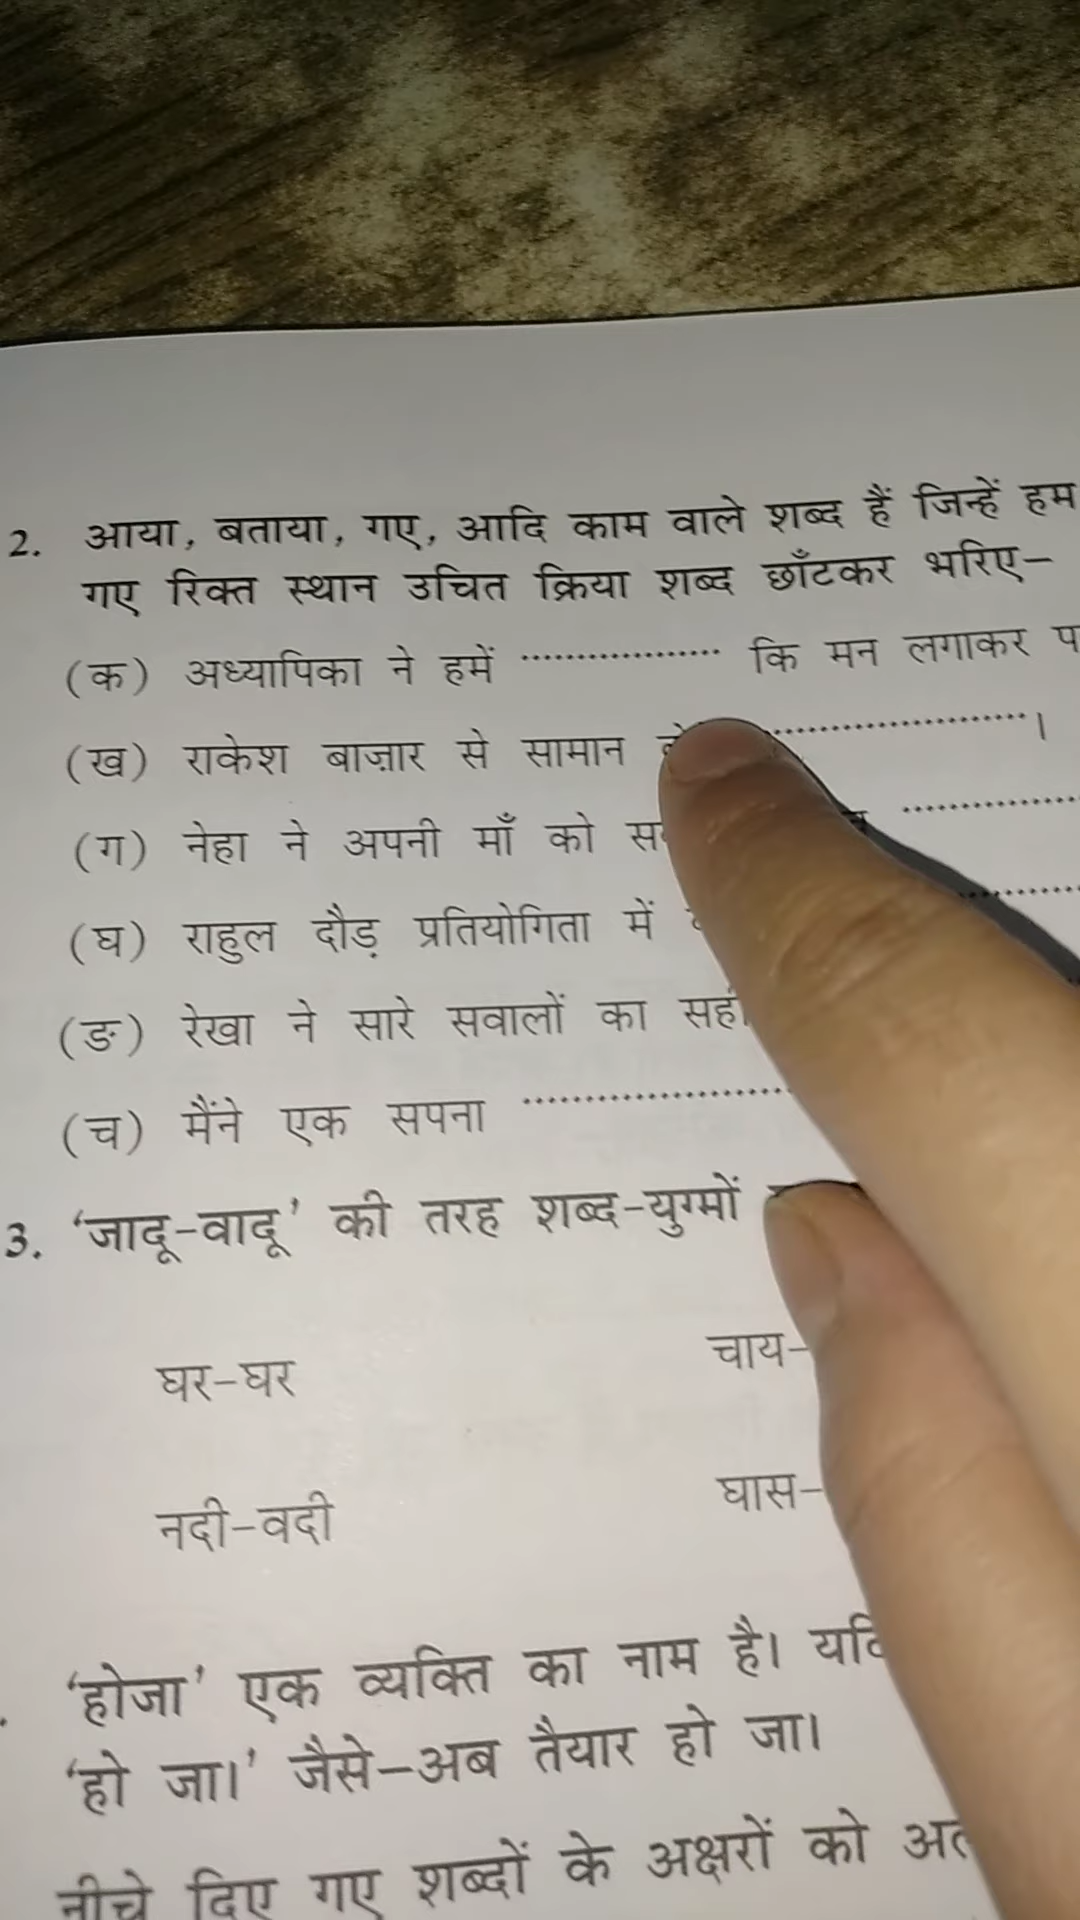 2. आया, बताया, गए, आदि काम वाले शब्द हैं जिन्हें हम
गए रिक्त स्थान उचित क्रिया शब्द छाँटकर भरिए–
(क) अध्यापिका ने हमें ................... कि मन लगाकर
(ख) राकेश बाज़ार से सामान ...................।
(ग) नेहा ने अपनी माँ को ...................
(घ) राहुल दौड़ प्रतियोगिता में ...................
(ङ) रेखा ने सारे सवालों का
(च) मैंने एक सपना ...................
3. ‘जादू-वादू’ की तरह शब्द-युग्मों
घर-घर चाय-
नदी-वदी घास-
‘होजा’ एक व्यक्ति का नाम है।
‘हो जा।’ जैसे–अब तैयार हो जा।
नीचे दिए गए शब्दों के अक्षरों को